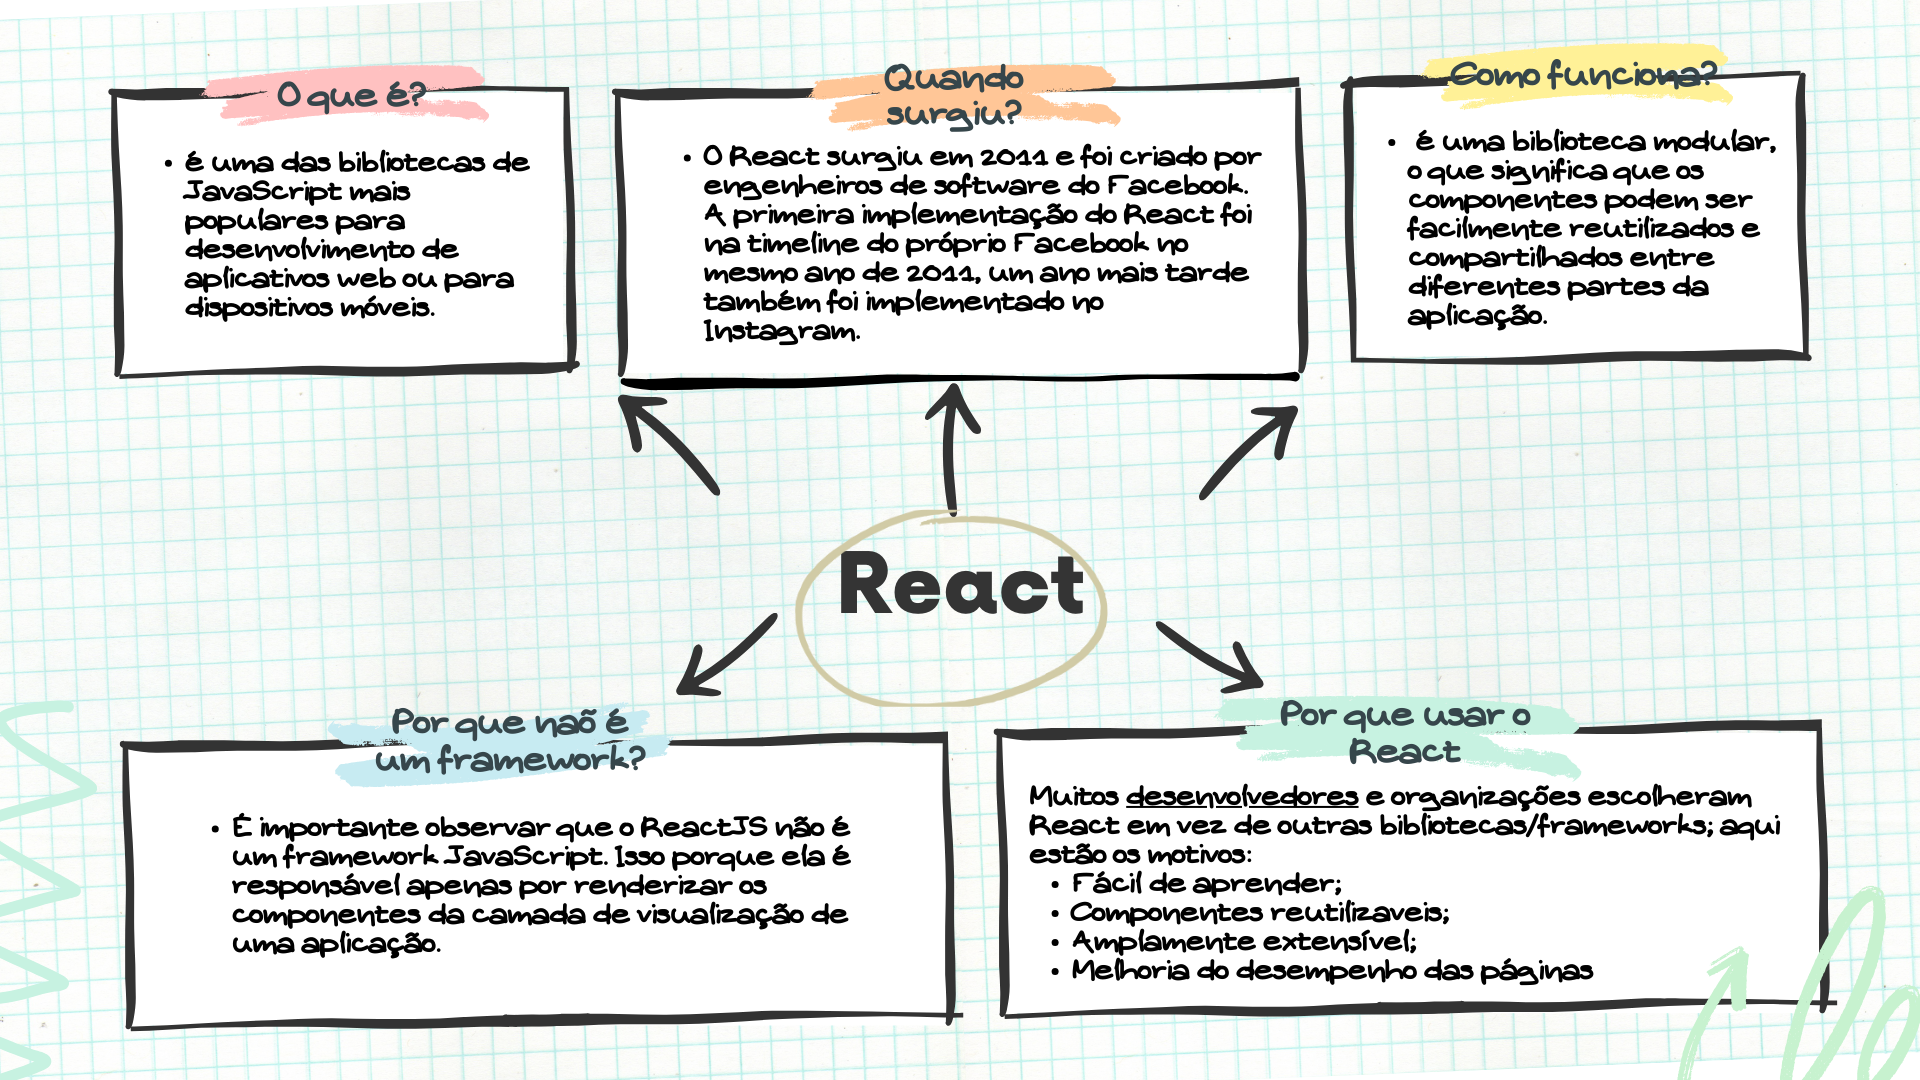 O que é?
• é uma das bibliotecas de
JavaScript mais
populares para
desenvolvimento de
aplicativos web ou para
dispositivos móveis.
Quando
surgiu?
• O React surgiu em 2011 e foi criado por
engenheiros de software do Facebook.
A primeira implementação do React foi
na timeline do próprio Facebook no
mesmo ano de 2011, um ano mais tarde
também foi implementado no
Instagram.
Como funciona?
• é uma biblioteca modular,
o que significa que os
componentes podem ser
facilmente reutilizados e
compartilhados entre
diferentes partes da
aplicação.
React
Por que naõ é
um framework?
• É importante observar que o ReactJS não é
um framework JavaScript. Isso porque ela é
responsável apenas por renderizar os
componentes da camada de visualização de
uma aplicação.
Por que usar o
React
Muitos desenvolvedores e organizações escolheram
React em vez de outras bibliotecas/frameworks; aqui
estão os motivos:
• Fácil de aprender;
• Componentes reutilizaveis;
• Amplamente extensível;
• Melhoria do desempenho das páginas